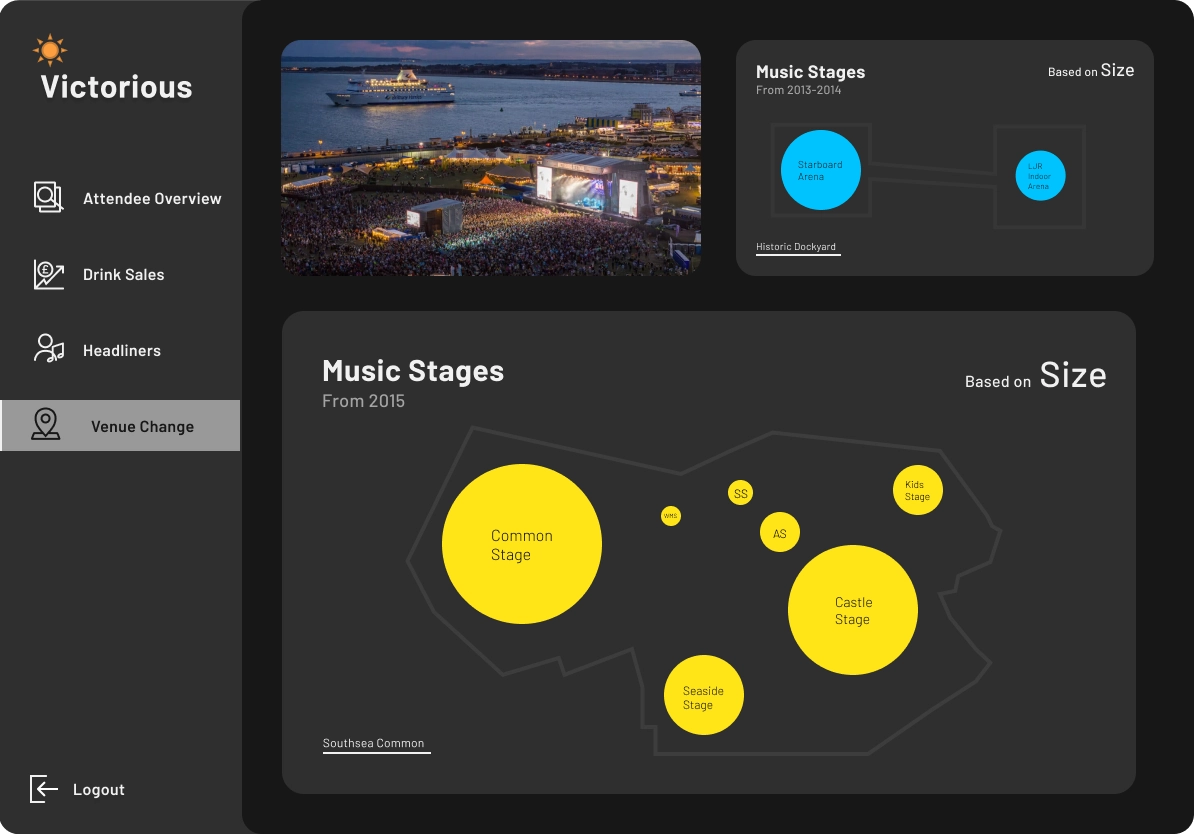 Victorious
Attendee Overview
Drink Sales
Headliners
Venue Change
Logout
Music Stages
From 2013-2014
Based on Size
Starboard
Arena
LJR
Indoor
Arena
Historic Dockyard
Music Stages
From 2015
Based on Size
Common
Stage
WMS
SS
AS
Kids
Stage
Castle
Stage
Seaside
Stage
Southsea Common